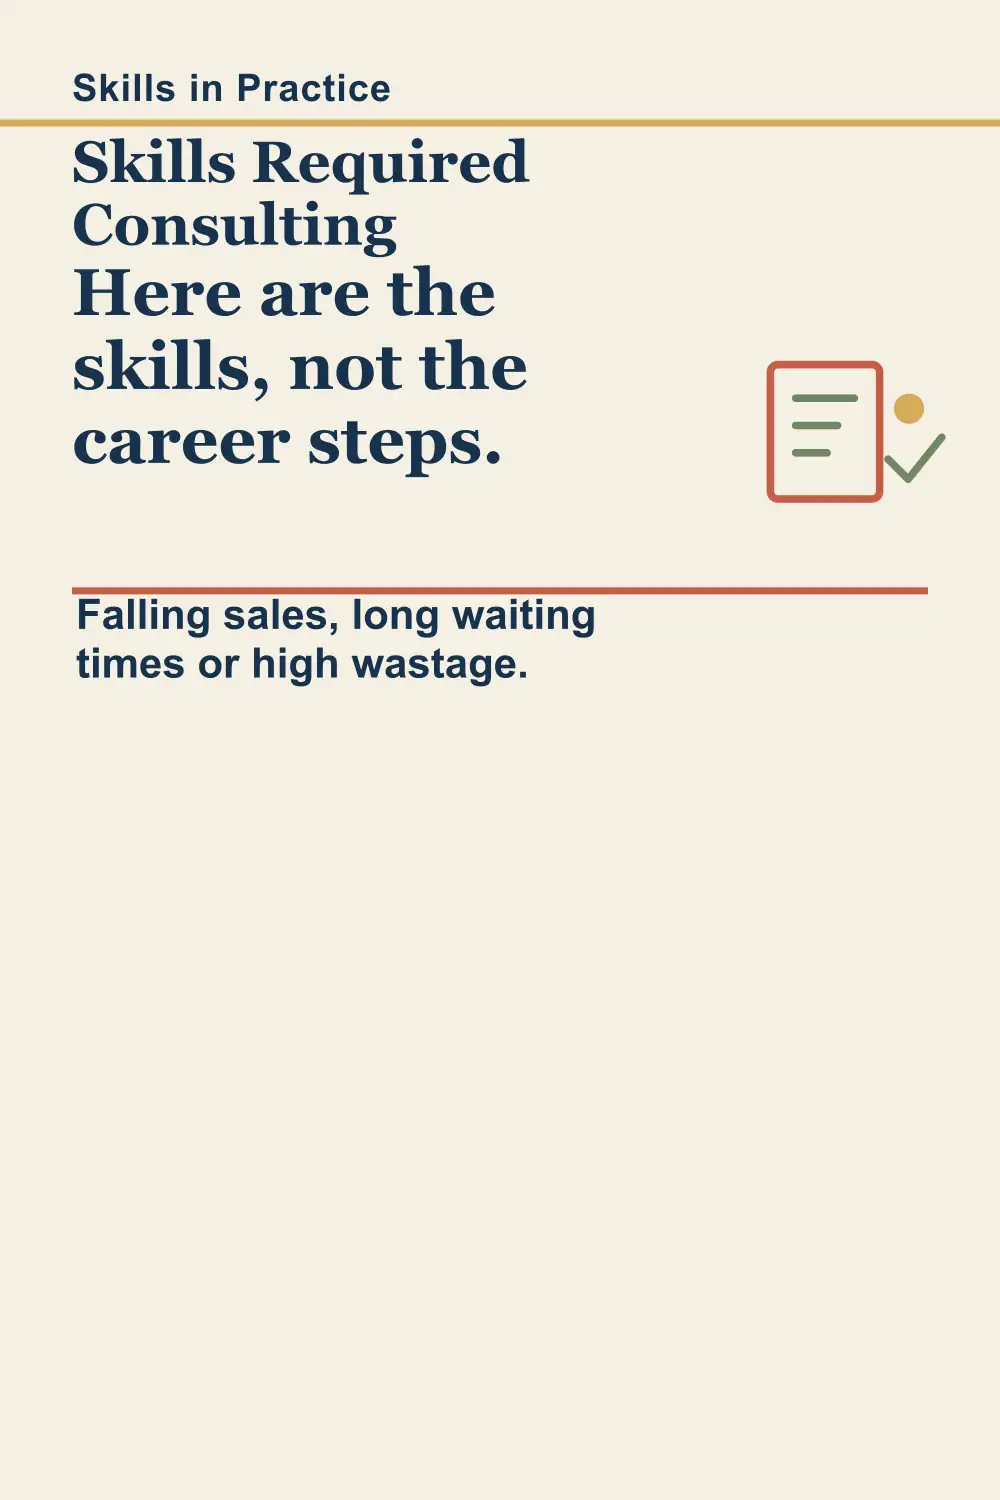 Skills in Practice
Skills Required
Consulting
Here are the
skills, not the
career steps.
Falling sales, long waiting
times or high wastage.